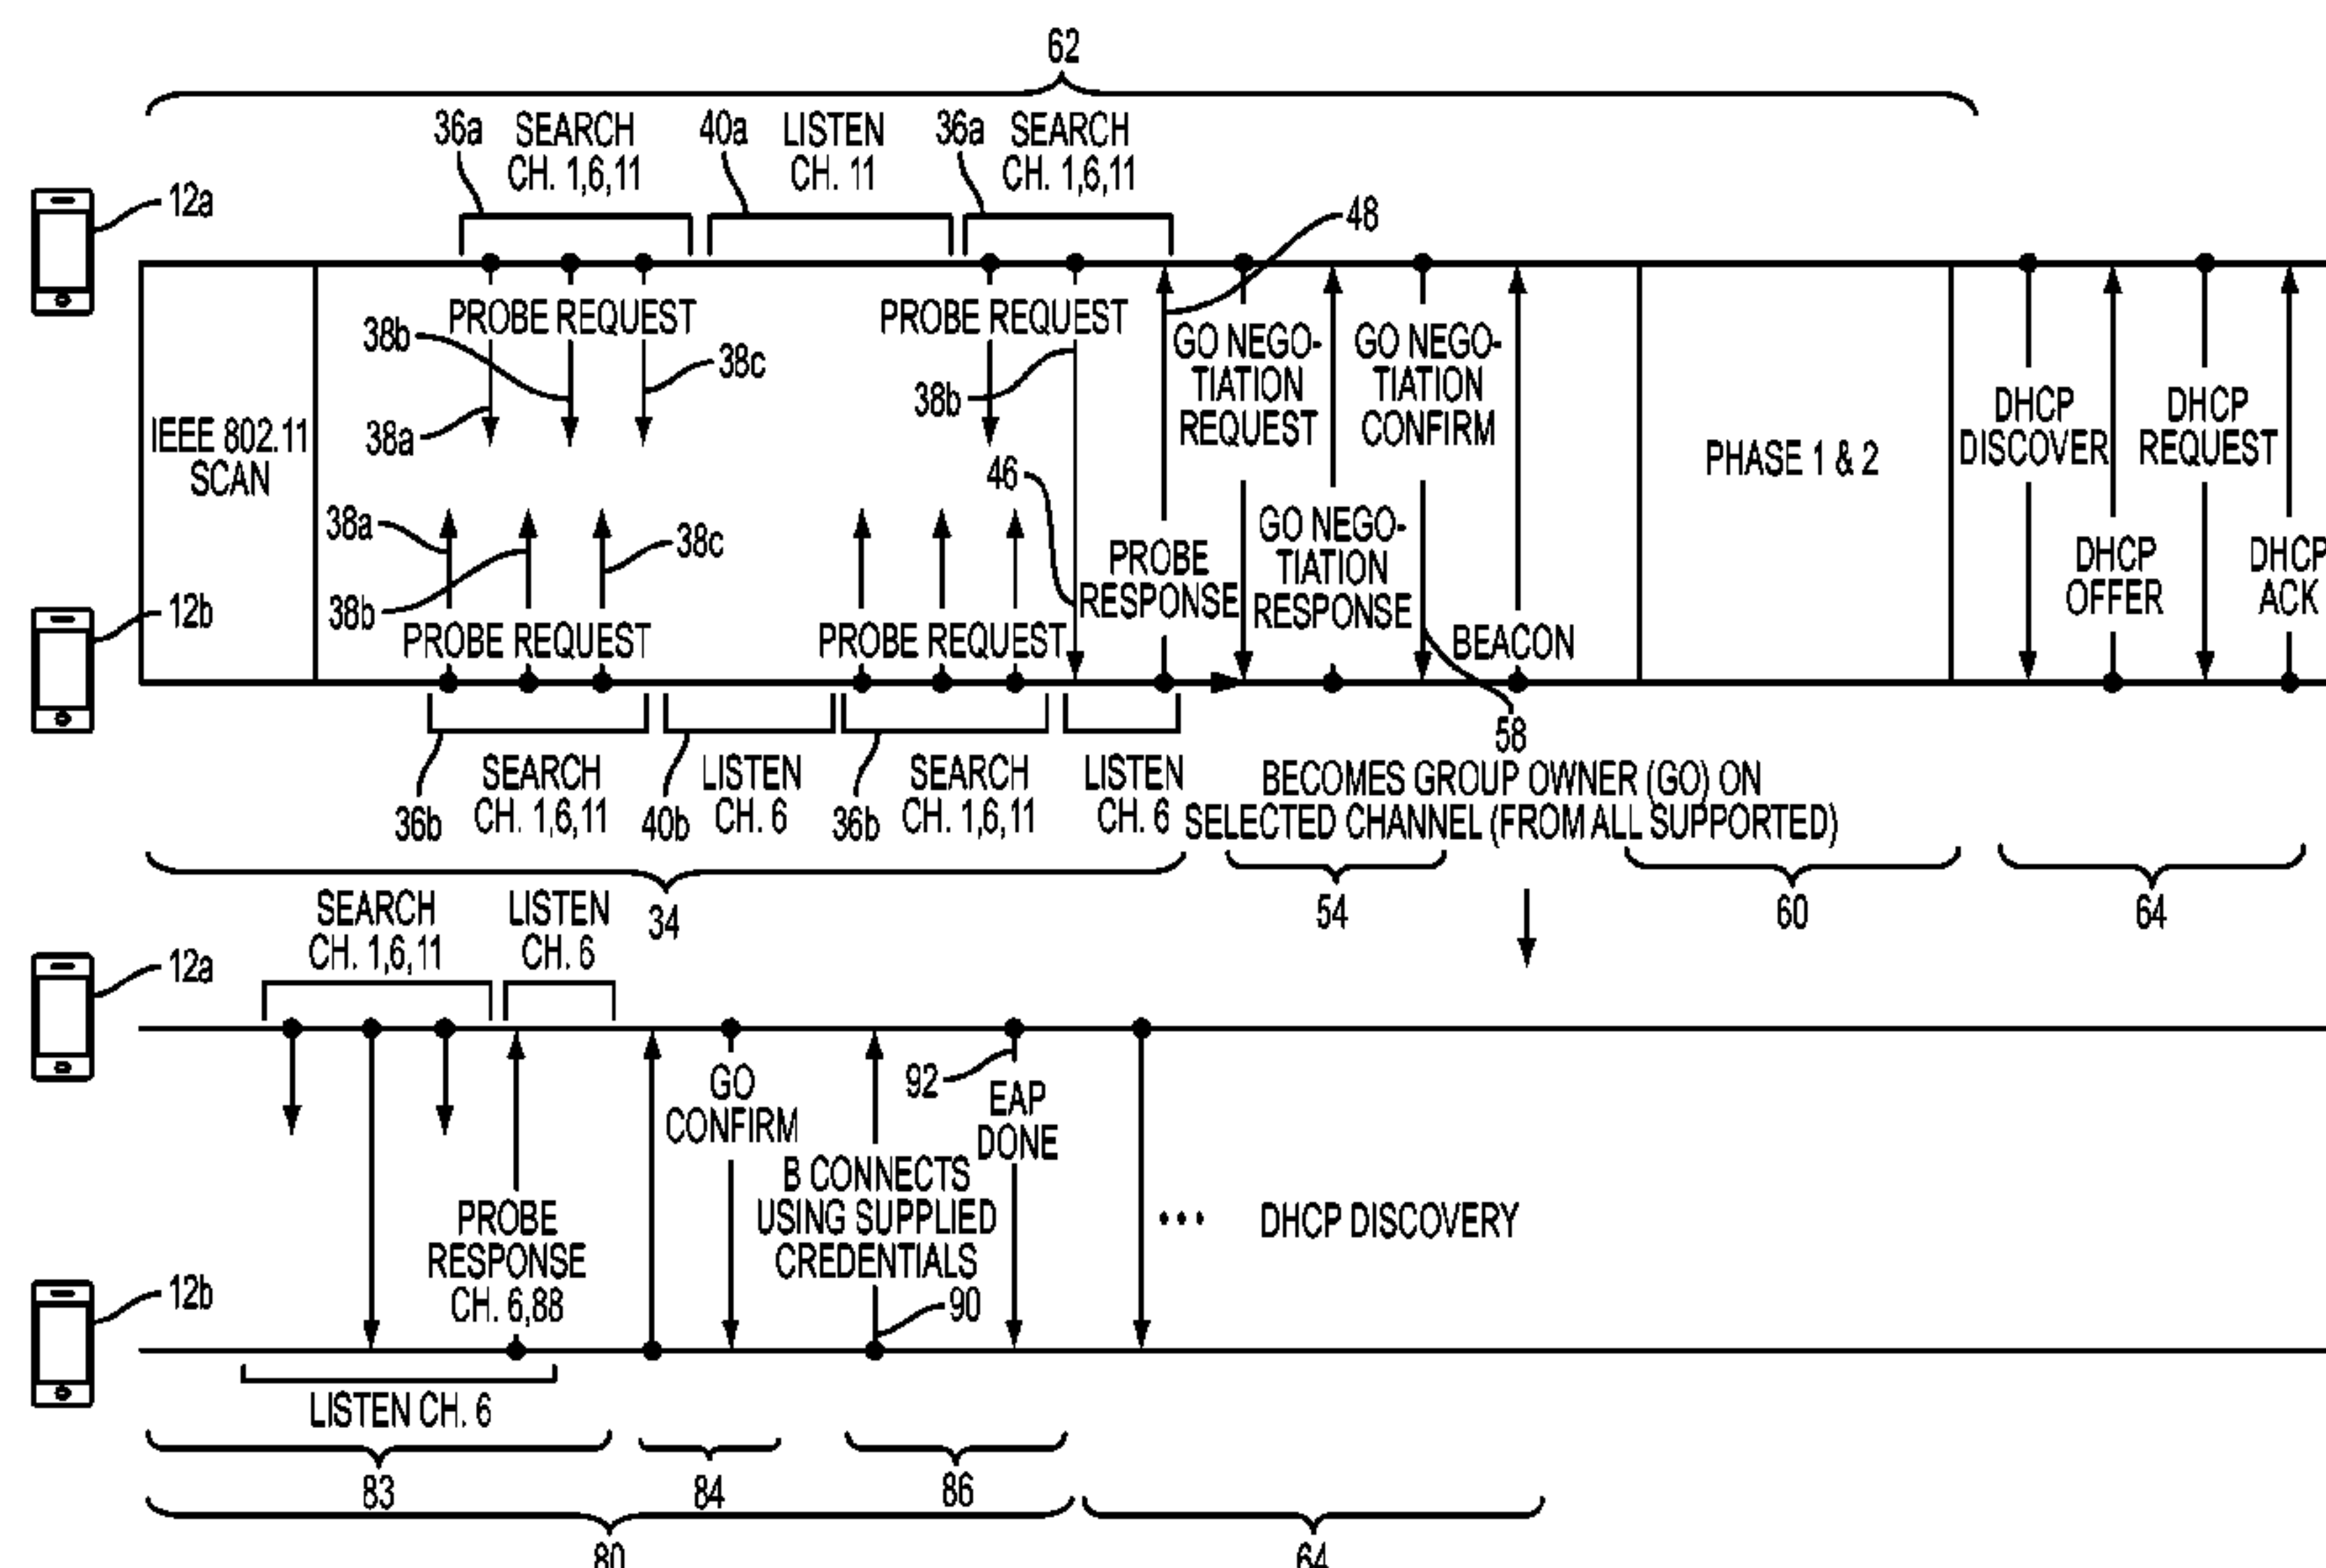 62
36a
SEARCH
CH. 1,6,11
40a
LISTEN
CH. 11
36a
SEARCH
CH. 1,6,11
48
12a
PROBE REQUEST
38b
38c
38a
PROBE REQUEST
38b
GO NEGO-
TIATION
REQUEST
GO NEGO-
TIATION
CONFIRM
IEEE 802.11
SCAN
PHASE 1 & 2
DHCP
DISCOVER
DHCP
REQUEST
46
38a
38b
38c
PROBE
RESPONSE
GO NEGO-
TIATION
RESPONSE
DHCP
OFFER
DHCP
ACK
12b
PROBE REQUEST
PROBE REQUEST
BEACON
58
36b
SEARCH
CH. 1,6,11
40b
LISTEN
CH. 6
36b
SEARCH
CH. 1,6,11
LISTEN
CH. 6
BECOMES GROUP OWNER (GO) ON
SELECTED CHANNEL (FROM ALL SUPPORTED)
34
54
60
64
SEARCH
CH. 1,6,11
LISTEN
CH. 6
12a
GO
CONFIRM
92
EAP
DONE
PROBE
RESPONSE
CH. 6,88
B CONNECTS
USING SUPPLIED
CREDENTIALS
90
... DHCP DISCOVERY
12b
LISTEN CH. 6
83
84
86
80
64